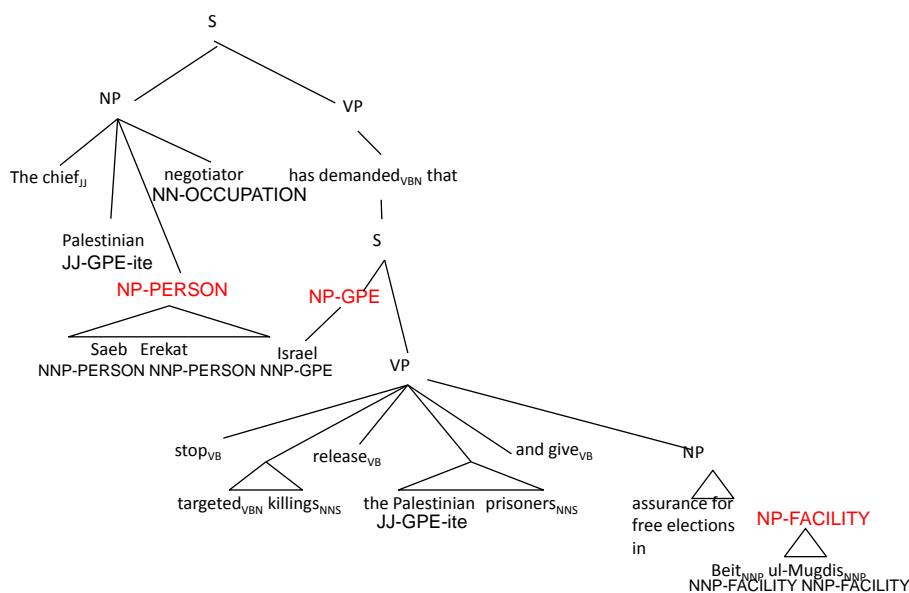 S
NP
VP
The chiefJJ
negotiator
NN-OCCUPATION
has demandedVBN that
Palestinian
JJ-GPE-ite
S
NP-PERSON
NP-GPE
Saeb Erekat
NNP-PERSON NNP-PERSON
Israel
NNP-GPE
VP
stopVB
releaseVB
and giveVB
NP
targetedVBN killingsNNS
the Palestinian
JJ-GPE-ite
prisonersNNS
assurance for
free elections
in
NP-FACILITY
BeitNNP ul-MugdisNNP
NNP-FACILITY NNP-FACILITY